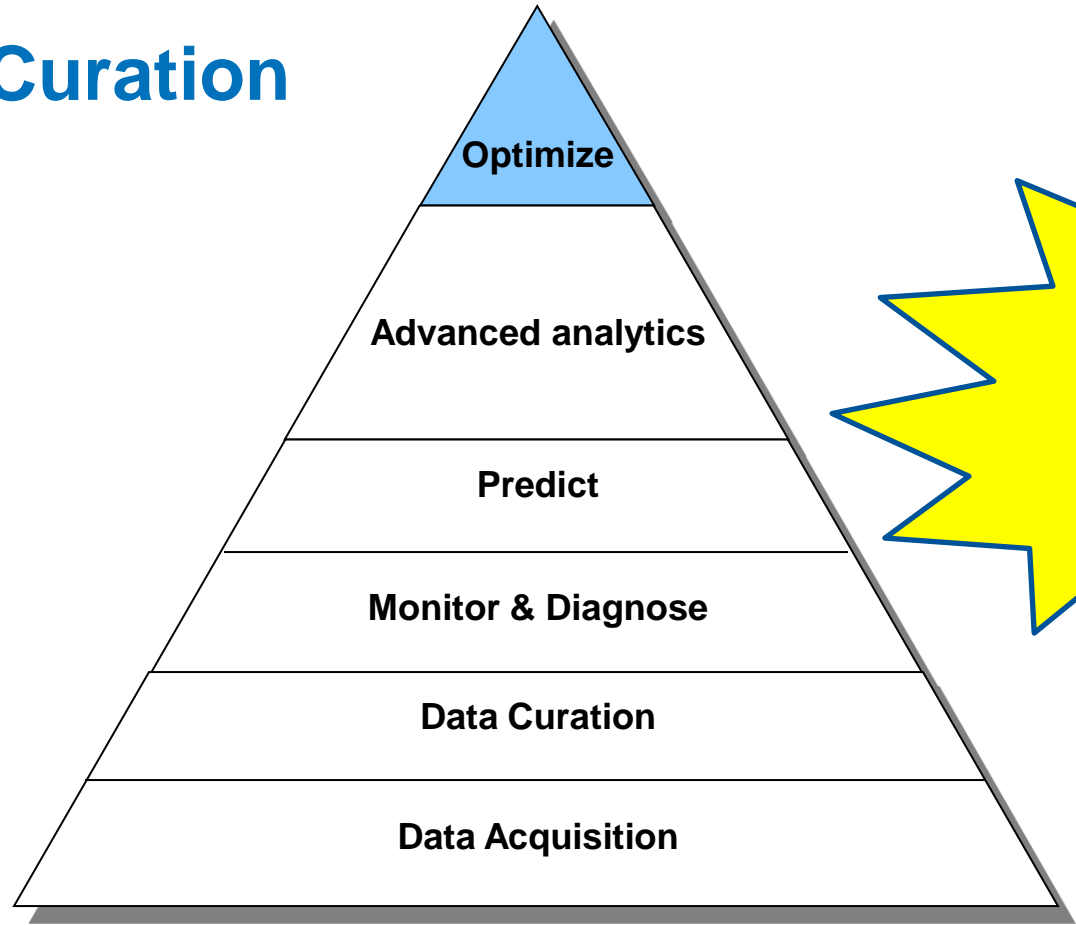 Curation
Optimize
Advanced analytics
Predict
Monitor & Diagnose
Data Curation
Data Acquisition